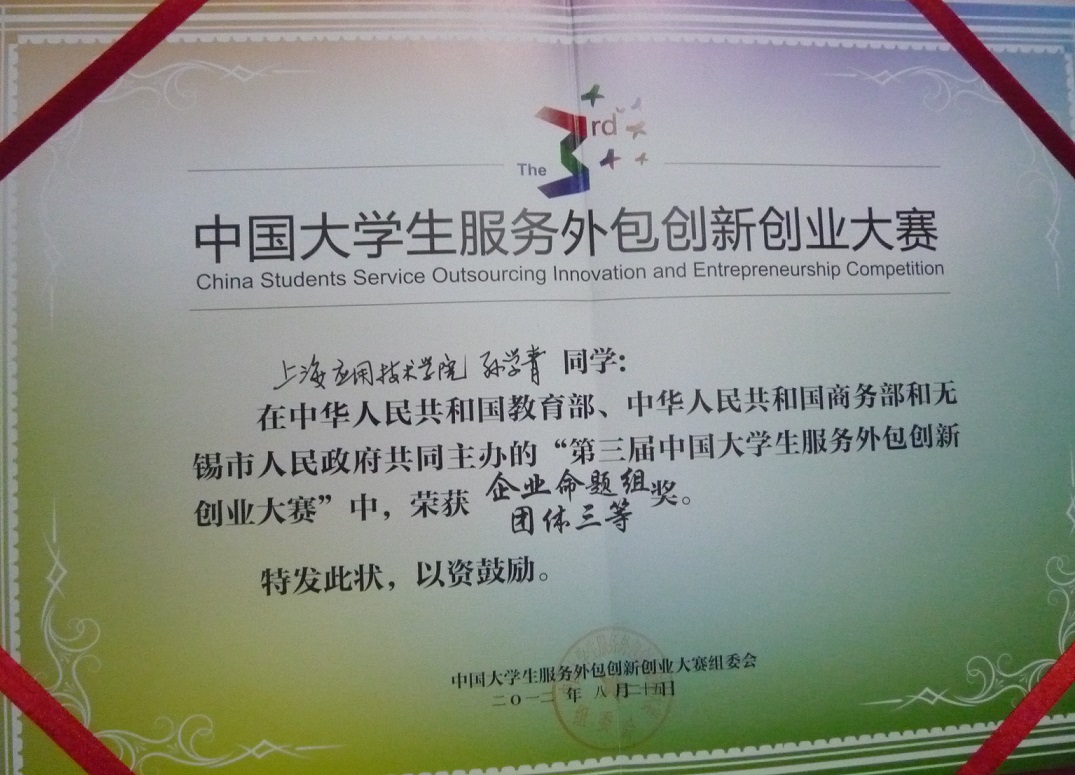 The 3rd
中国大学生服务外包创新创业大赛
China Students Service Outsourcing Innovation and Entrepreneurship Competition
上海应用技术学院 孙学青 同学：
在中华人民共和国教育部、中华人民共和国商务部和无
锡市人民政府共同主办的“第三届中国大学生服务外包创新
创业大赛”中，荣获 企业命题组 奖。
团体三等
特发此状，以资鼓励。
中国大学生服务外包创新创业大赛组委会
二〇一二年八月二十五日